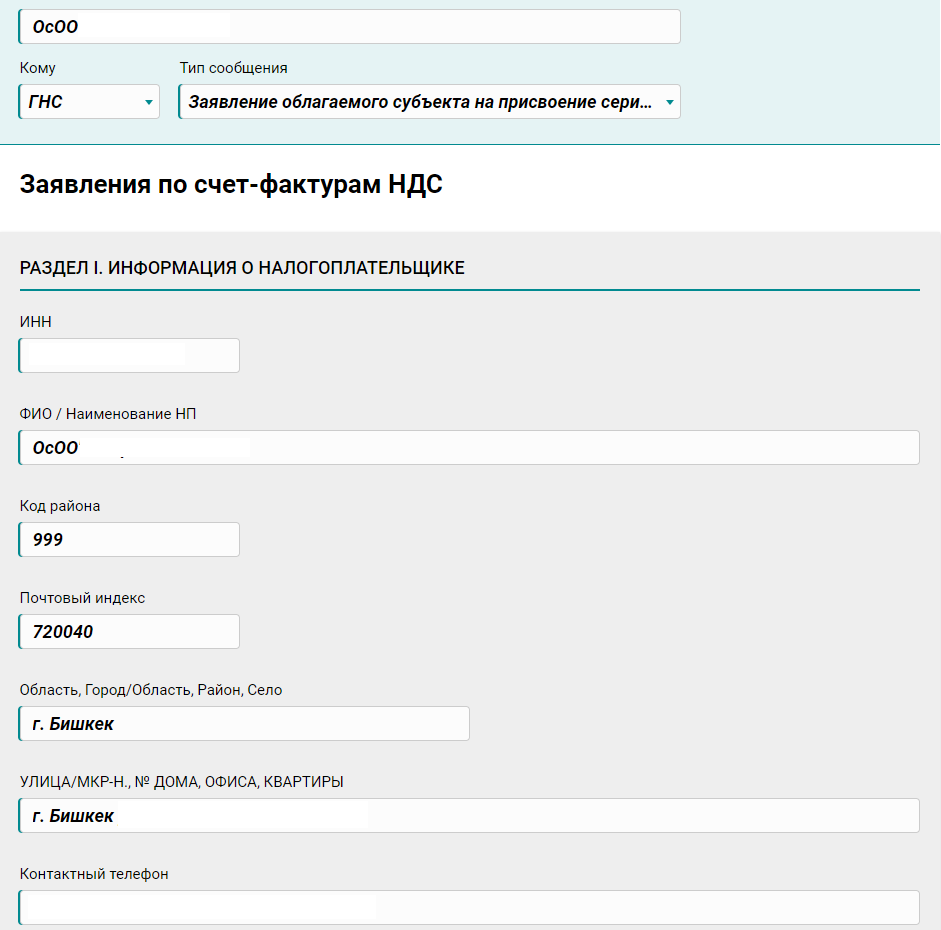 ОсОО
Кому Тип сообщения
ГНС Заявление облагаемого субъекта на присвоение сери...
Заявления по счет-фактурам НДС
РАЗДЕЛ I. ИНФОРМАЦИЯ О НАЛОГОПЛАТЕЛЬЩИКЕ
ИНН
ФИО / Наименование НП
ОсОО
Код района
999
Почтовый индекс
720040
Область, Город/Область, Район, Село
г. Бишкек
УЛИЦА/МКР-Н., № ДОМА, ОФИСА, КВАРТИРЫ
г. Бишкек
Контактный телефон